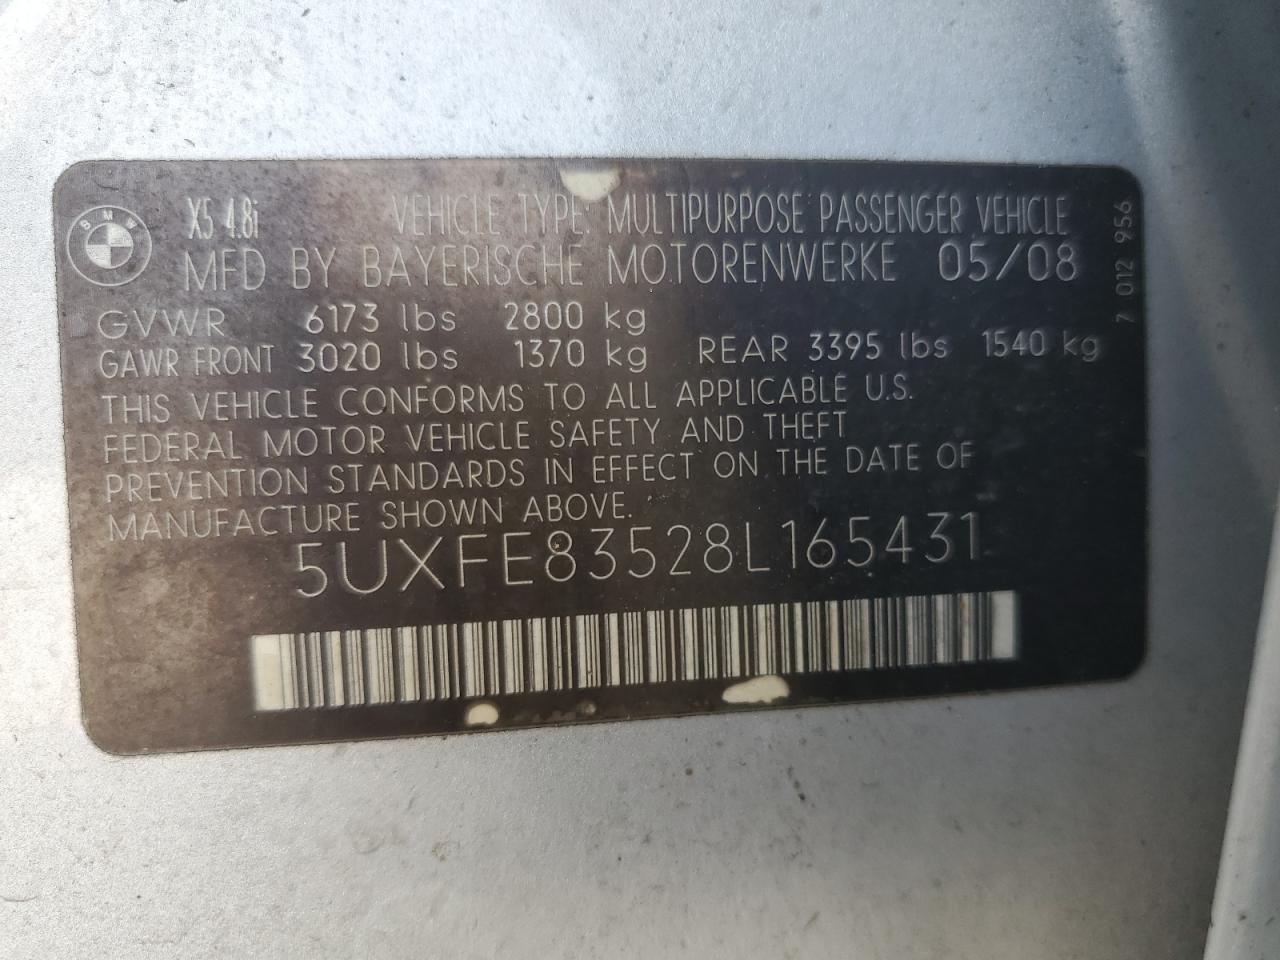 BMW
X5 4.8i VEHICLE TYPE: MULTIPURPOSE PASSENGER VEHICLE
MFD BY BAYERISCHE MOTORENWERKE 05/08
GVWR 6173 lbs 2800 kg
GAWR FRONT 3020 lbs 1370 kg REAR 3395 lbs 1540 kg
THIS VEHICLE CONFORMS TO ALL APPLICABLE U.S.
FEDERAL MOTOR VEHICLE SAFETY AND THEFT
PREVENTION STANDARDS IN EFFECT ON THE DATE OF
MANUFACTURE SHOWN ABOVE.
5UXFE83528L165431
7 012 956